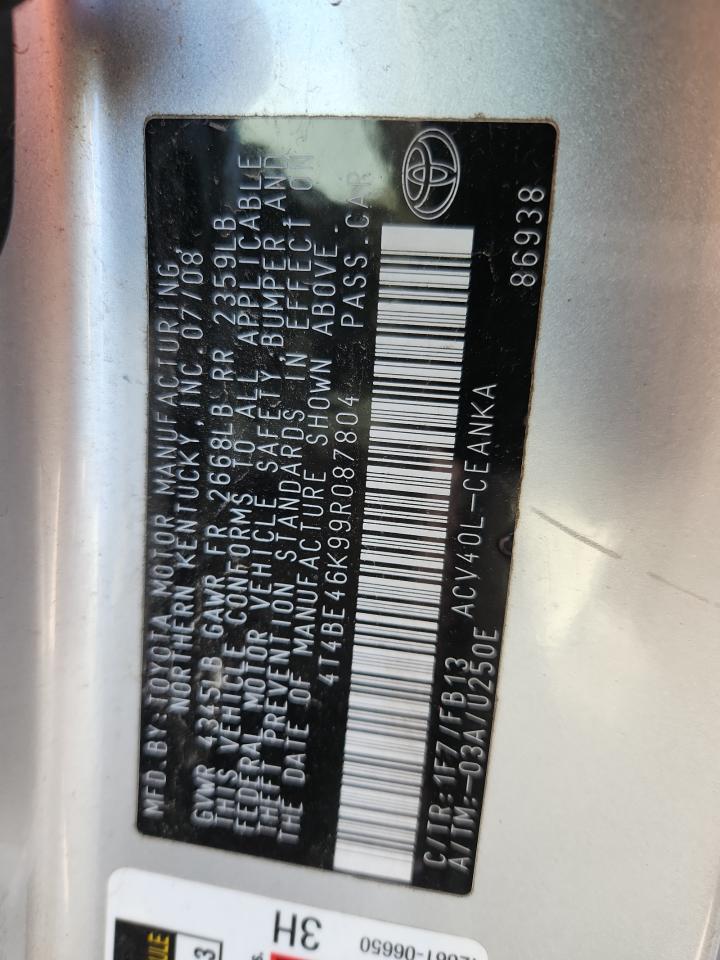 MFD.BY:TOYOTA MOTOR MANUFACTURING,
NORTHERN KENTUCKY, INC. 07/08
GVWR 4345LB GAWR FR 2668LB RR 2359LB
THIS VEHICLE CONFORMS TO ALL APPLICABLE
FEDERAL MOTOR VEHICLE SAFETY, BUMPER AND
THEFT PREVENTION STANDARDS IN EFFECT ON
THE DATE OF MANUFACTURE SHOWN ABOVE.
4T4BE46K99R087804 PASS.CAR
C/TR:1F7/FB13
A/TM:-03A/U250E ACV40L-CEANKA
86938
3H
06650